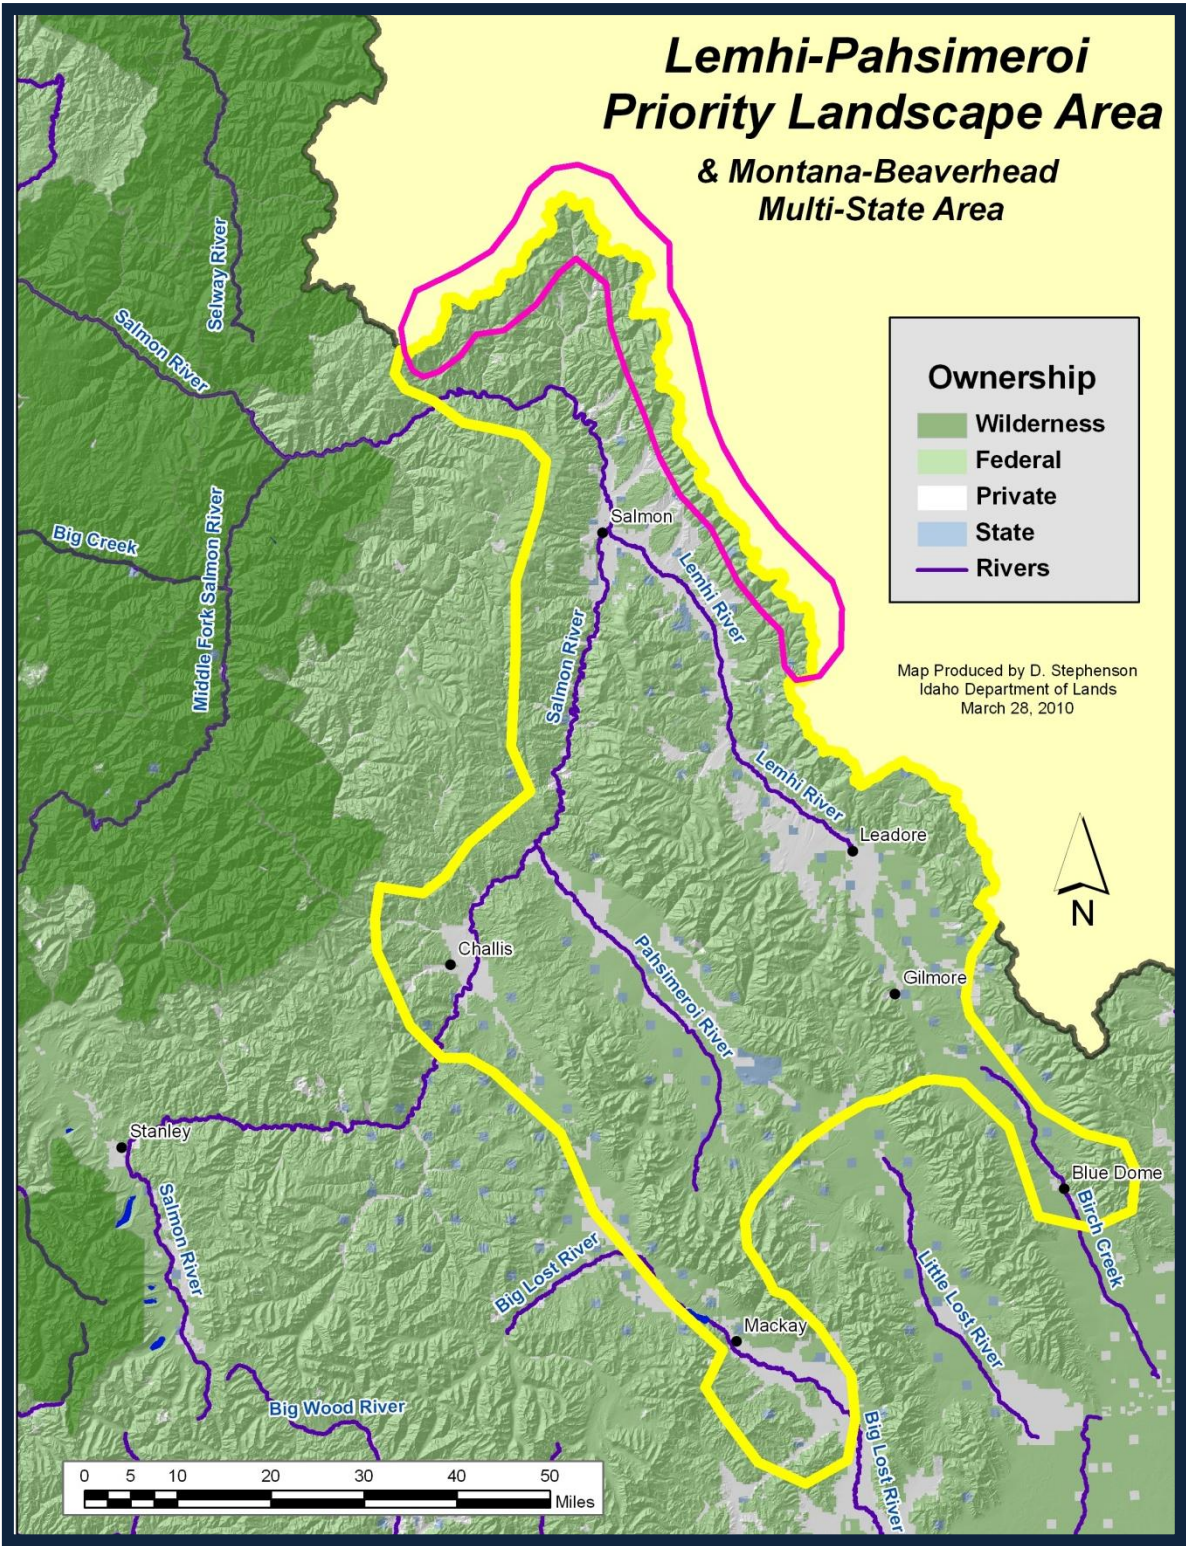 Lemhi-Pahsimeroi
Priority Landscape Area
& Montana-Beaverhead
Multi-State Area
Selway River
Salmon River
Ownership
Wilderness
Federal
Private
State
Rivers
Big Creek
Middle Fork Salmon River
Salmon
Lemhi River
Salmon River
Map Produced by D. Stephenson
Idaho Department of Lands
March 28, 2010
Lemhi River
Leadore
N
Challis
Pahsimeroi River
Gilmore
Stanley
Salmon River
Blue Dome
Birch Creek
Big Lost River
Little Lost River
Mackay
Big Wood River
Big Lost River
0 5 10 20 30 40 50
Miles